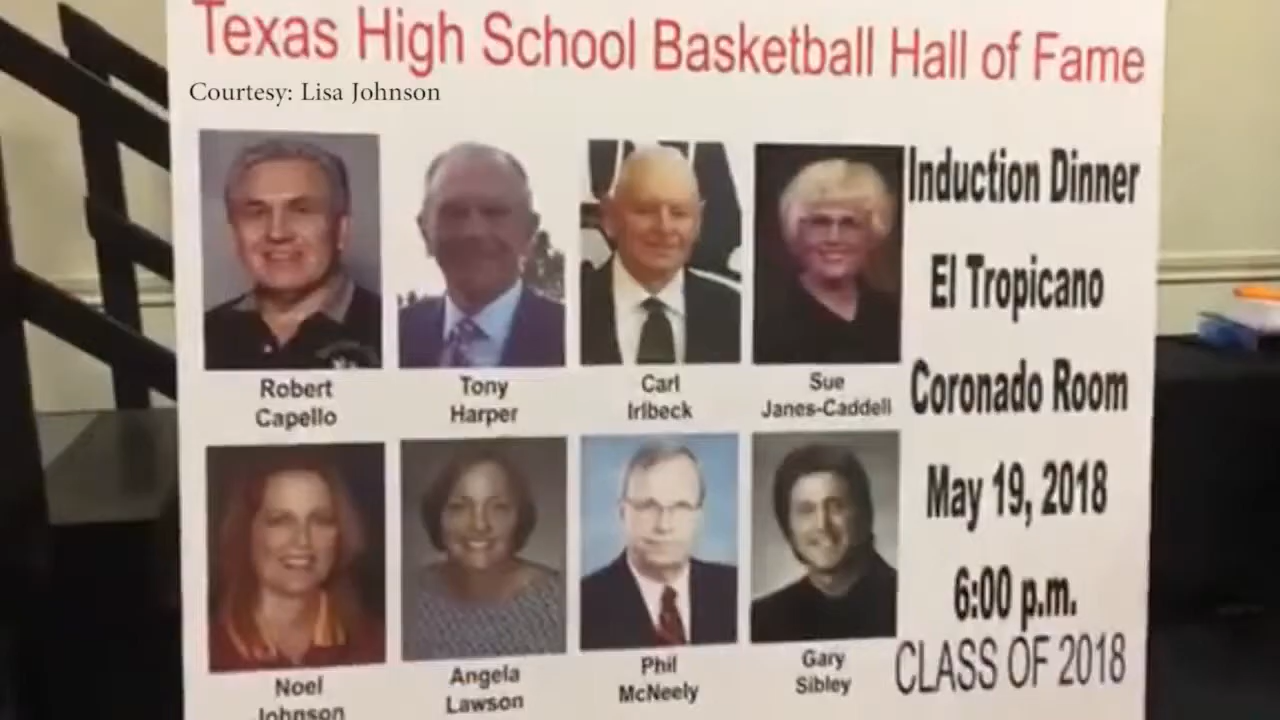 Texas High School Basketball Hall of Fame
Courtesy: Lisa Johnson
Induction Dinner
El Tropicano
Coronado Room
May 19, 2018
6:00 p.m.
CLASS OF 2018
Robert
Capello
Tony
Harper
Carl
Irlbeck
Sue
Janes-Caddell
Noel
Johnson
Angela
Lawson
Phil
McNeely
Gary
Sibley